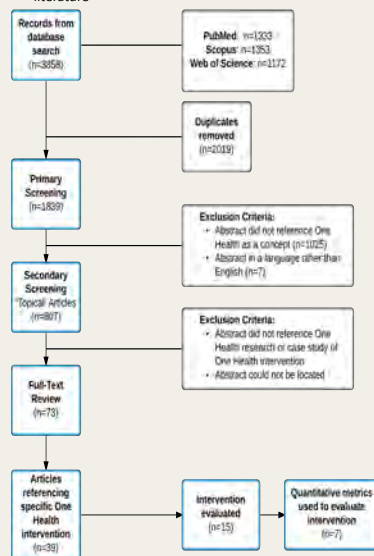 literature
Records from
database
search
(n=3858)
PubMed: n=1333
Scopus: n=1353
Web of Science: n=1172
Duplicates
removed
(n=2019)
Primary
Screening
(n=1839)
Exclusion Criteria:
• Abstract did not reference One
Health as a concept (n=1025)
• Abstract in a language rather than
English (n=7)
Secondary
Screening
'Topical' Articles
(n=807)
Exclusion Criteria:
• Abstract did not reference One
Health research or case study of
One Health intervention
• Abstract could not be located
Full-Text
Review
(n=73)
Articles
referencing
specific One
Health
intervention
(n=39)
Intervention
evaluated
(n=15)
Quantitative metrics
used to evaluate
intervention
(n=7)